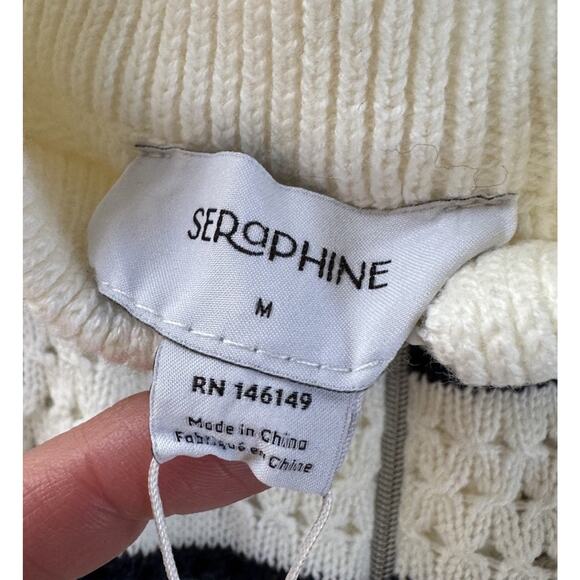 SERaPHINE
M
RN 146149
Made in China
Fabriqué en Chine